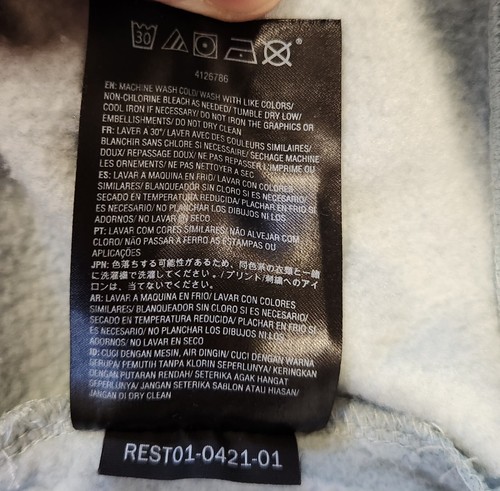 30
®
4126786
EN: MACHINE WASH COLD/ WASH WITH LIKE COLORS/
NON-CHLORINE BLEACH AS NEEDED/ TUMBLE DRY LOW/
COOL IRON IF NECESSARY/ DO NOT IRON THE GRAPHICS OR
EMBELLISHMENTS/ DO NOT DRY CLEAN
FR: LAVER A 30°/ LAVER AVEC DES COULEURS SIMILAIRES/
BLANCHIR SANS CHLORE SI NECESSAIRE/ SECHAGE MACHINE
DOUX/ REPASSAGE DOUX/ NE PAS REPASSER L'IMPRIME OU
LES ORNEMENTS/ NE PAS NETTOYER A SEC
ES: LAVAR A MAQUINA EN FRIO/ LAVAR CON COLORES
SIMILARES/ BLANQUEADOR SIN CLORO SI ES NECESARIO/
SECADO EN TEMPERATURA REDUCIDA/ PLACHAR EN FRIO SI
ES NECESARIO/ NO PLANCHAR LOS DIBUJOS NI LOS
ADORNOS/ NO LAVAR EN SECO
PT: LAVAR COM CORES SIMILARES/ NÃO ALVEJAR COM
CLORO/ NÃO PASSAR A FERRO AS ESTAMPAS OU
APLICAÇÕES
JPN: 色落ちする可能性があるため、同色系の衣類と一緒
に洗濯機で洗濯してください。/ プリント/ 刺繍へのアイ
ロンは、当てないでください。
AR: LAVAR A MAQUINA EN FRIO/ LAVAR CON COLORES
SIMILARES/ BLANQUEADOR SIN CLORO SI ES NECESARIO/
SECADO EN TEMPERATURA REDUCIDA/ PLACHAR EN FRIO SI
ES NECESARIO/ NO PLANCHAR LOS DIBUJOS NI LOS
ADORNOS/ NO LAVAR EN SECO
ID: CUCI DENGAN MESIN, AIR DINGIN/ CUCI DENGAN WARNA
SERUPA/ PEMUTIH TANPA KLORIN SEPERLUNYA/ KERINGKAN
DENGAN PUTARAN RENDAH/ SETERIKA AGAK HANGAT
SEPERLUNYA/ JANGAN SETERIKA SABLON ATAU HIASAN/
JANGAN DI DRY CLEAN
REST01-0421-01